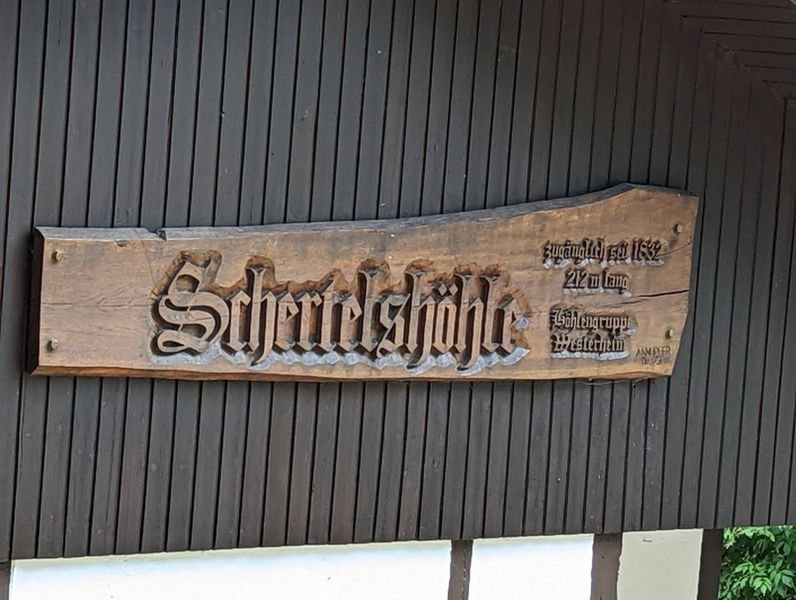 Schertelshöhle
zugänglich seit 1832
212 m lang
Höhlengruppe
Westerheim